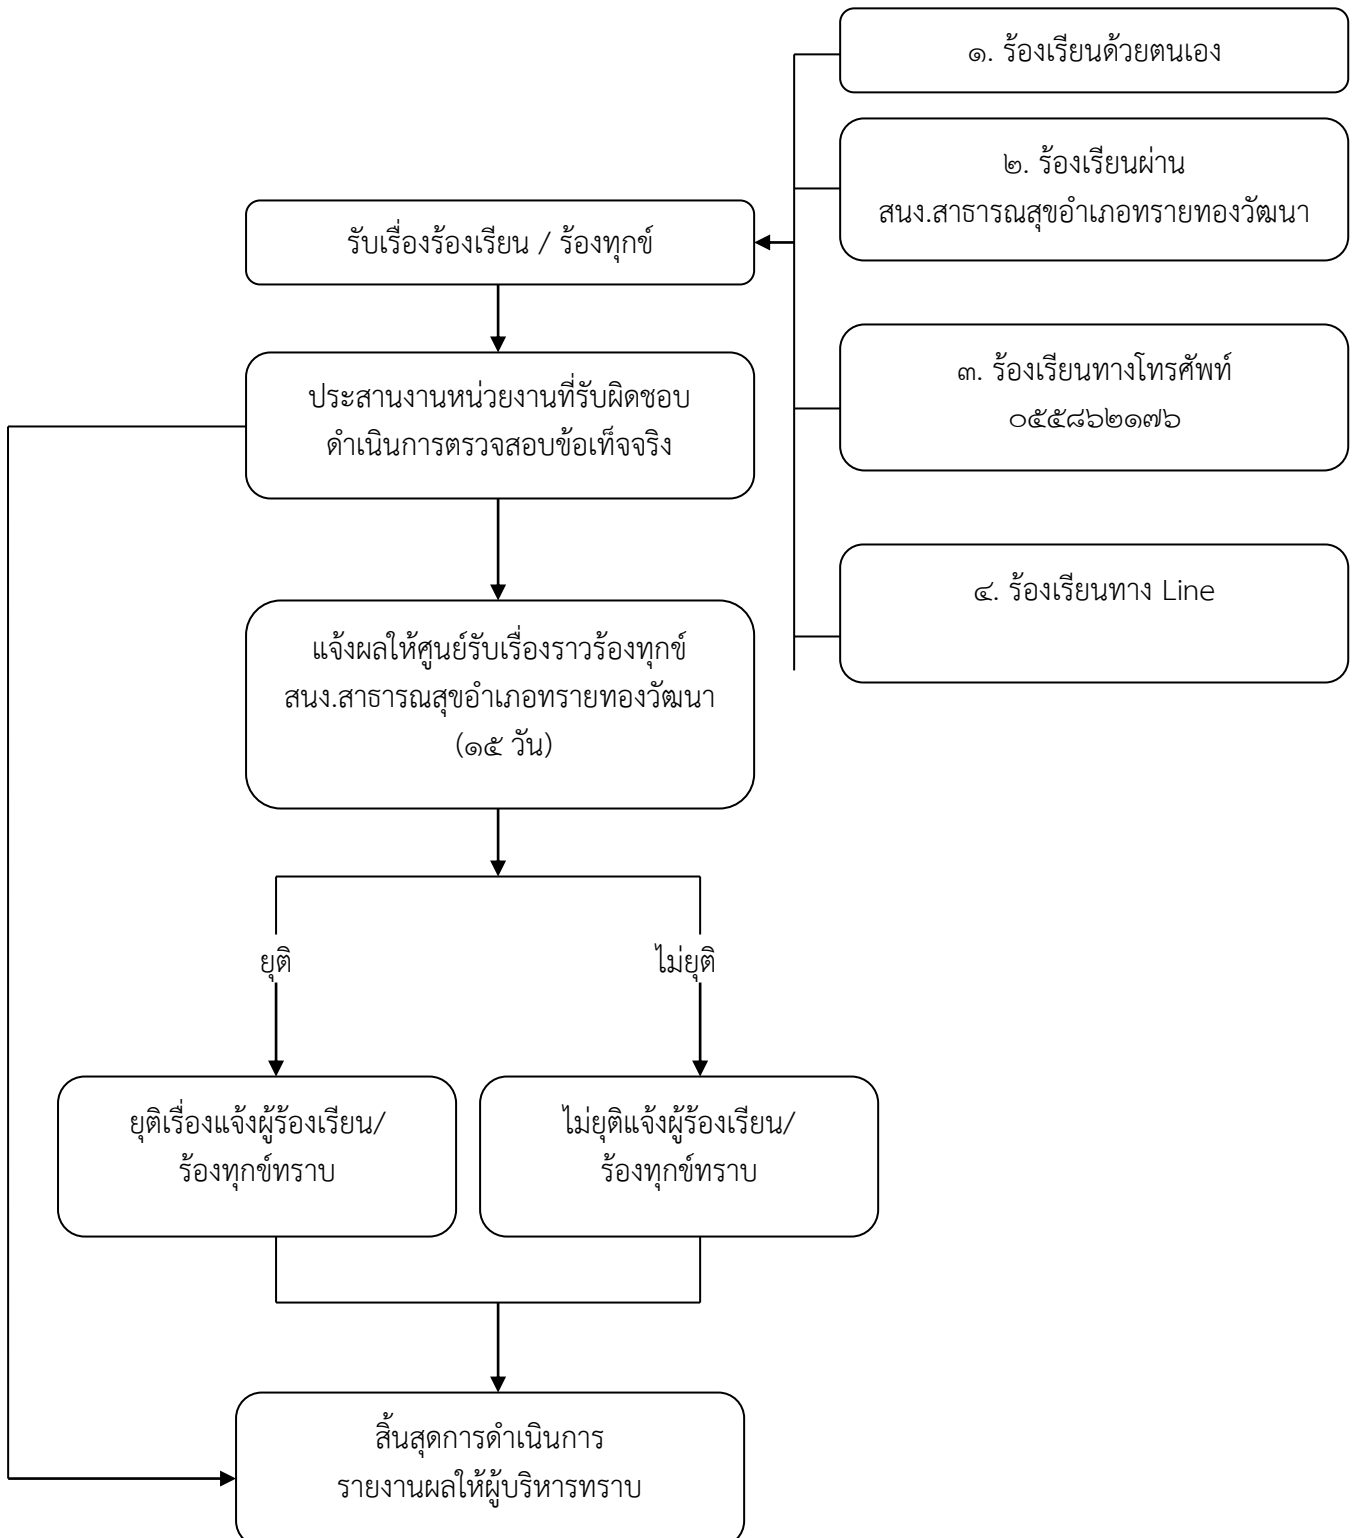 ๑. ร้องเรียนด้วยตนเอง
๒. ร้องเรียนผ่าน
สนง.สาธารณสุขอำเภอทรายทองวัฒนา
รับเรื่องร้องเรียน / ร้องทุกข์
๓. ร้องเรียนทางโทรศัพท์
๐๕๕๘๖๒๑๗๖
ประสานงานหน่วยงานที่รับผิดชอบ
ดำเนินการตรวจสอบข้อเท็จจริง
๔. ร้องเรียนทาง Line
แจ้งผลให้ศูนย์รับเรื่องราวร้องทุกข์
สนง.สาธารณสุขอำเภอทรายทองวัฒนา
(๑๕ วัน)
ยุติ
ไม่ยุติ
ยุติเรื่องแจ้งผู้ร้องเรียน/
ร้องทุกข์ทราบ
ไม่ยุติแจ้งผู้ร้องเรียน/
ร้องทุกข์ทราบ
สิ้นสุดการดำเนินการ
รายงานผลให้ผู้บริหารทราบ